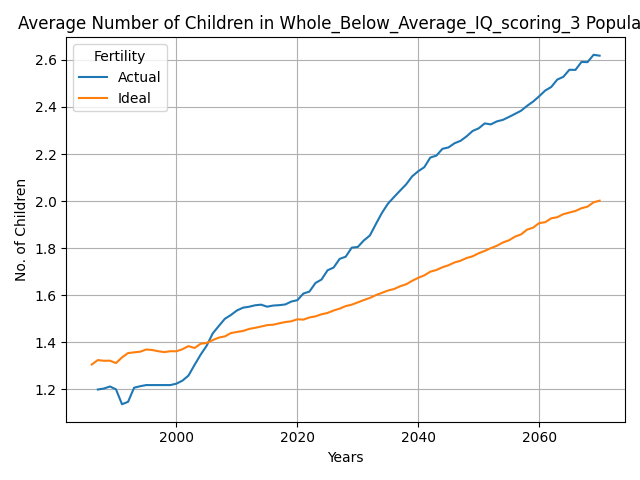 Average Number of Children in Whole_Below_Average_IQ_scoring_3 Popula
Fertility
Actual
Ideal
No. of Children
2.6
2.4
2.2
2.0
1.8
1.6
1.4
1.2
2000 2020 2040 2060
Years